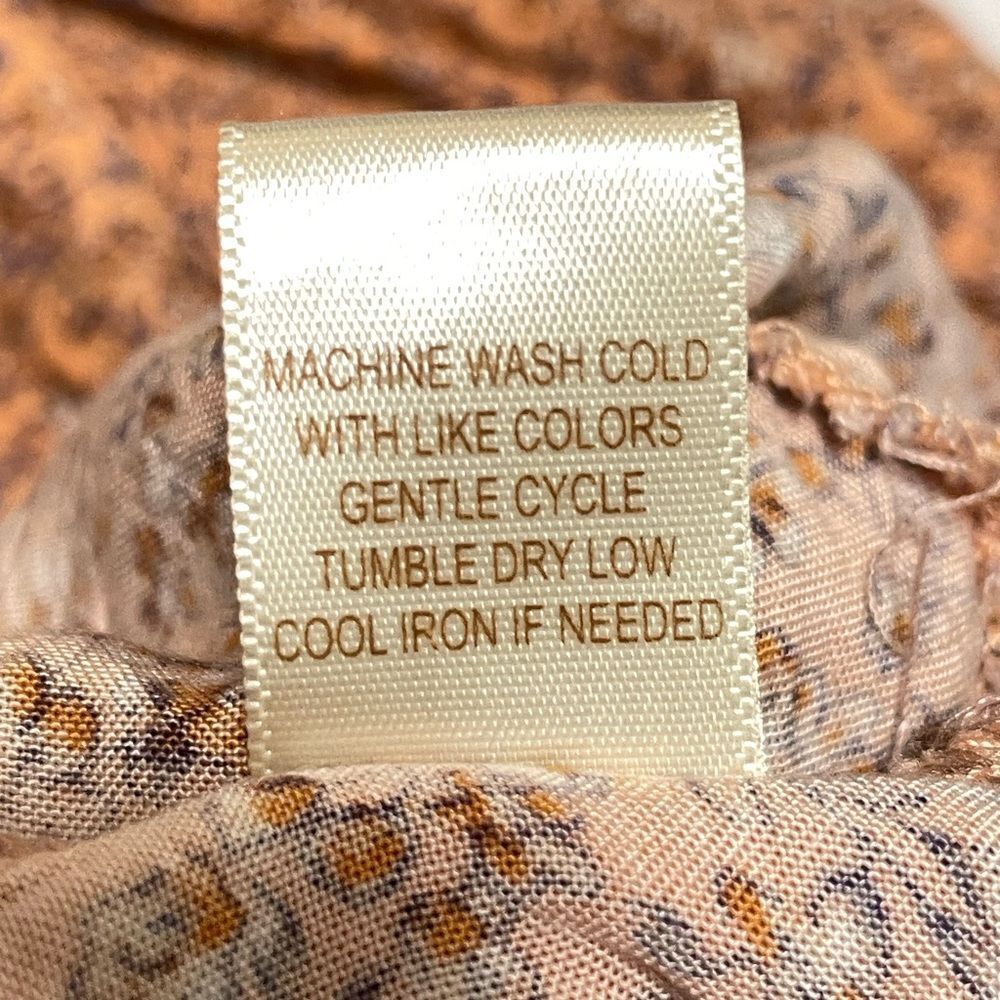 MACHINE WASH COLD
WITH LIKE COLORS
GENTLE CYCLE
TUMBLE DRY LOW
COOL IRON IF NEEDED